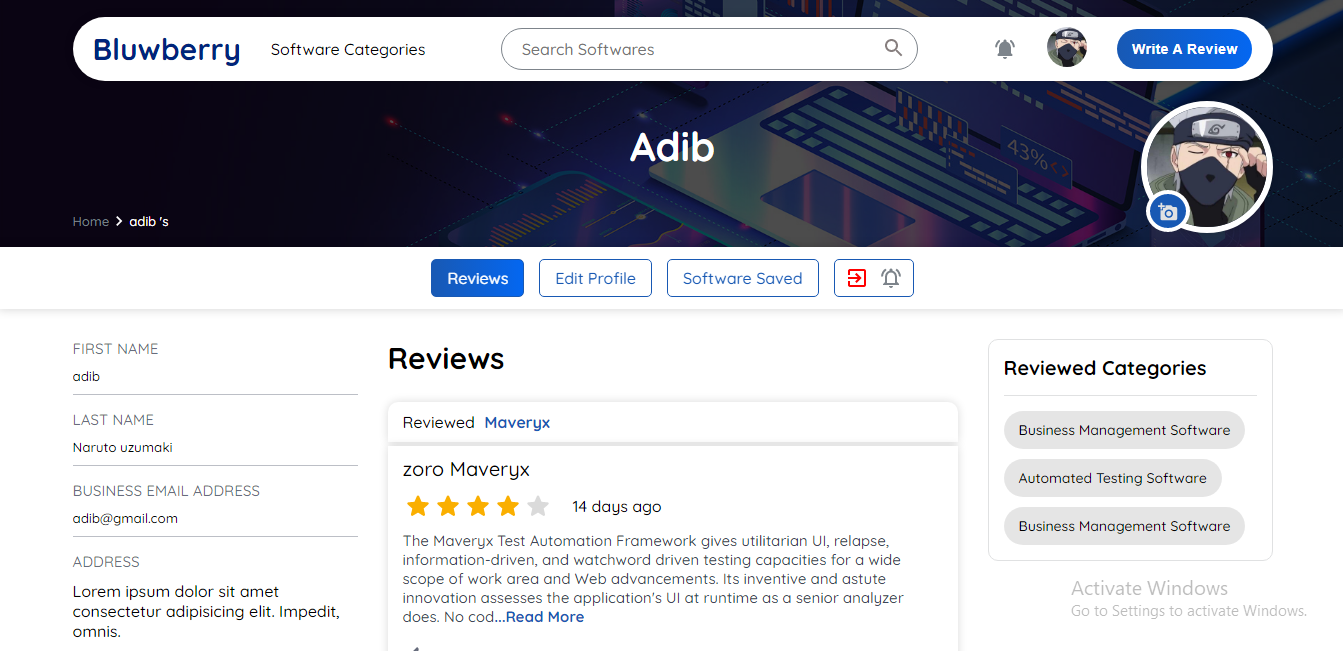 Bluwberry
Software Categories
Search Softwares
Write A Review
Adib
43%
Home
adib 's
Reviews
Edit Profile
Software Saved
FIRST NAME
adib
LAST NAME
Naruto uzumaki
BUSINESS EMAIL ADDRESS
adib@gmail.com
ADDRESS
Lorem ipsum dolor sit amet
consectetur adipisicing elit. Impedit,
omnis.
Reviews
Reviewed Maveryx
zoro Maveryx
14 days ago
The Maveryx Test Automation Framework gives utilitarian UI, relapse,
information-driven, and watchword driven testing capacities for a wide
scope of work area and Web advancements. Its inventive and astute
innovation assesses the application's UI at runtime as a senior analyzer
does. No cod...Read More
Reviewed Categories
Business Management Software
Automated Testing Software
Business Management Software
Activate Windows
Go to Settings to activate Windows.